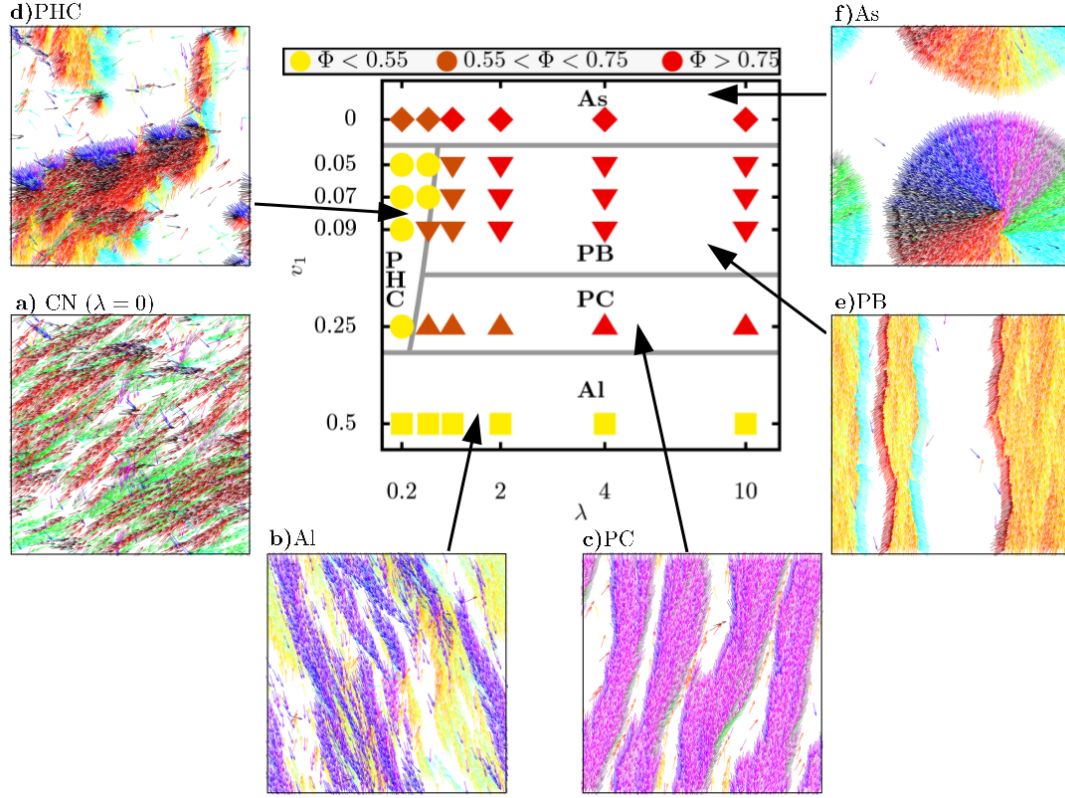 d)PHC
f)As
Φ < 0.55 0.55 < Φ < 0.75 Φ > 0.75
As
0
0.05
0.07
0.09
v₁
P
H
C
PB
PC
0.25
Al
0.5
0.2 2 4 10
λ
a) CN (λ = 0)
e)PB
b)Al
c)PC